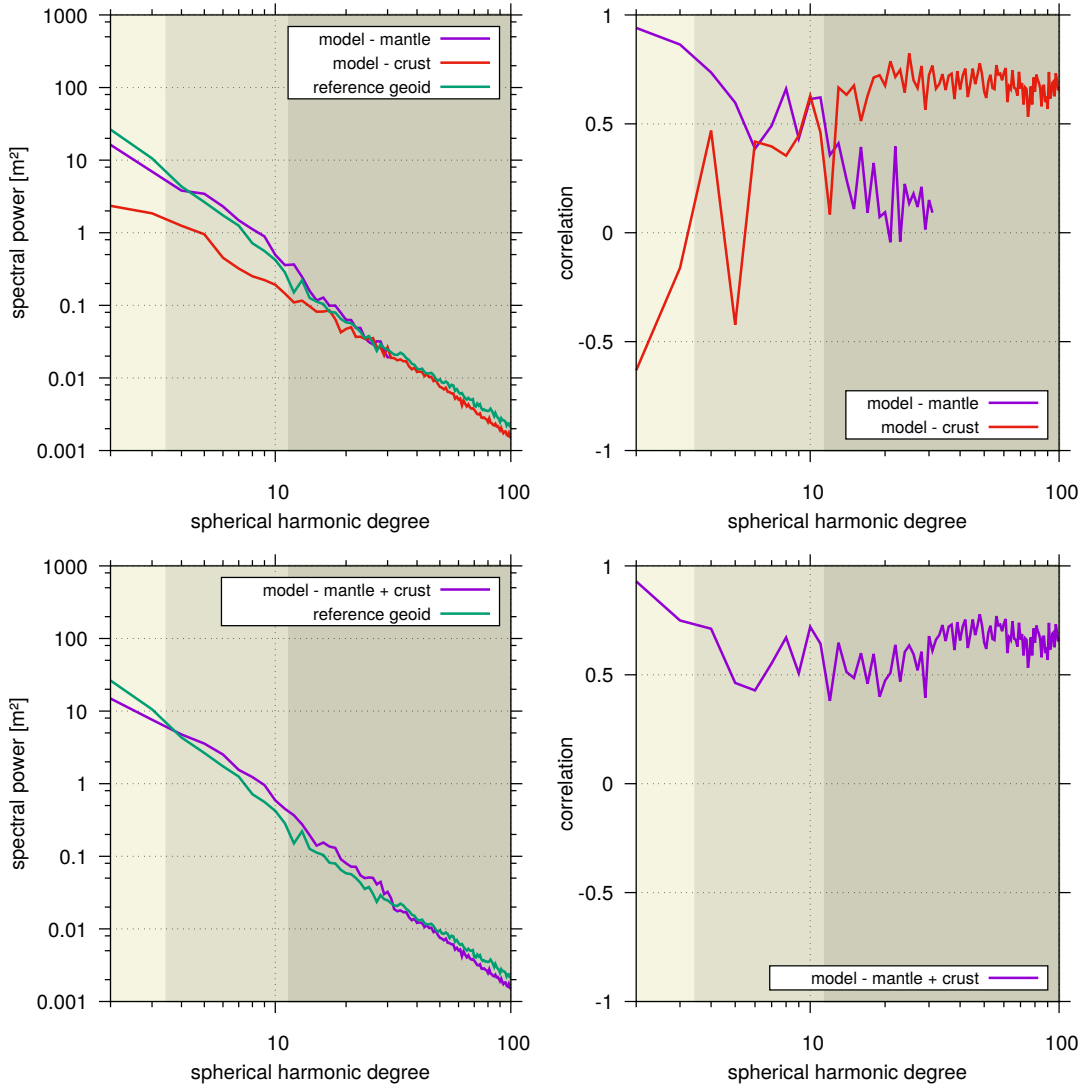 1000
100
10
1
0.1
0.01
0.001
spectral power [m²]
model - mantle
model - crust
reference geoid
10
100
spherical harmonic degree
1
0.5
0
-0.5
-1
correlation
model - mantle
model - crust
10
100
spherical harmonic degree
1000
100
10
1
0.1
0.01
0.001
spectral power [m²]
model - mantle + crust
reference geoid
10
100
spherical harmonic degree
1
0.5
0
-0.5
-1
correlation
model - mantle + crust
10
100
spherical harmonic degree